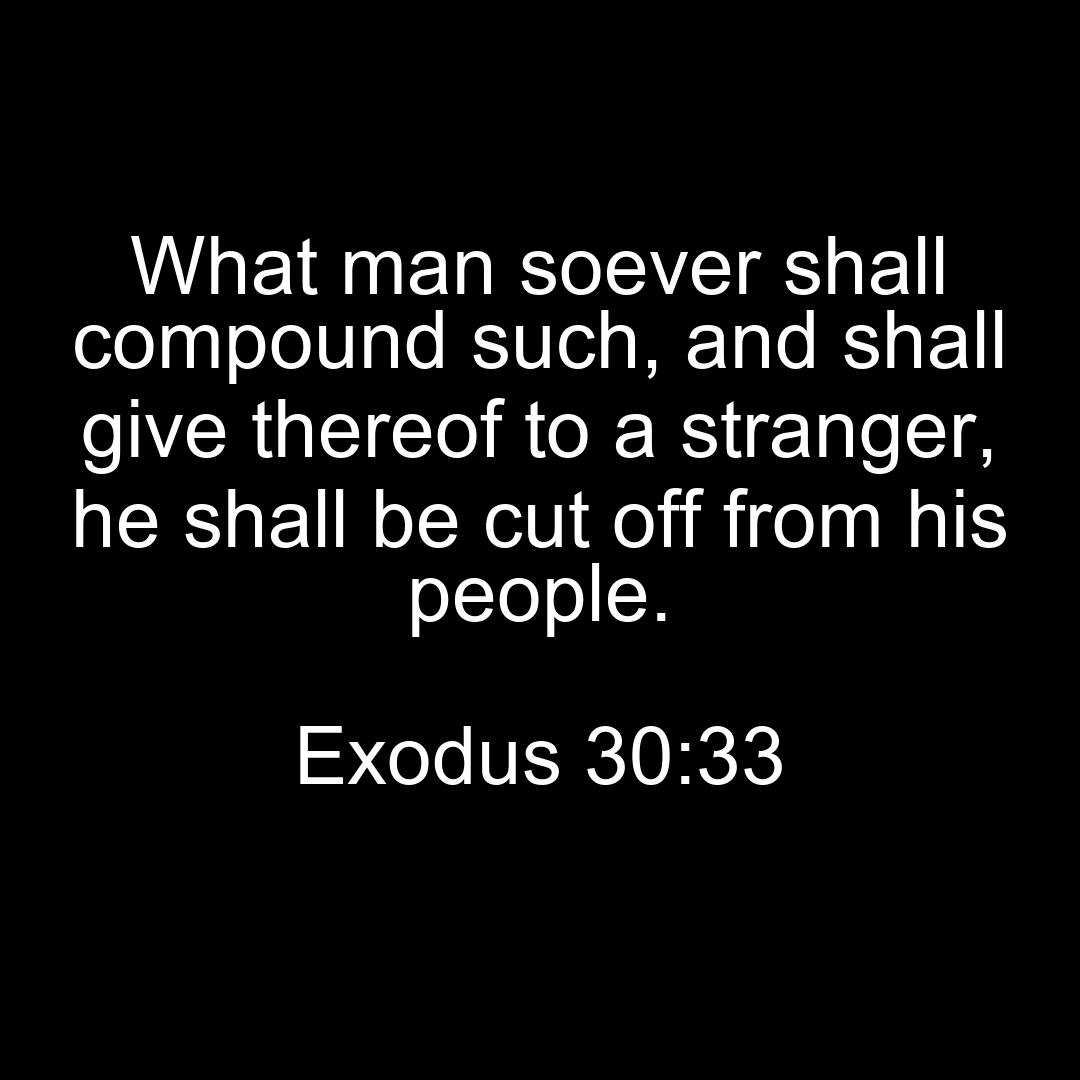 What man soever shall
compound such, and shall
give thereof to a stranger,
he shall be cut off from his
people.
Exodus 30:33